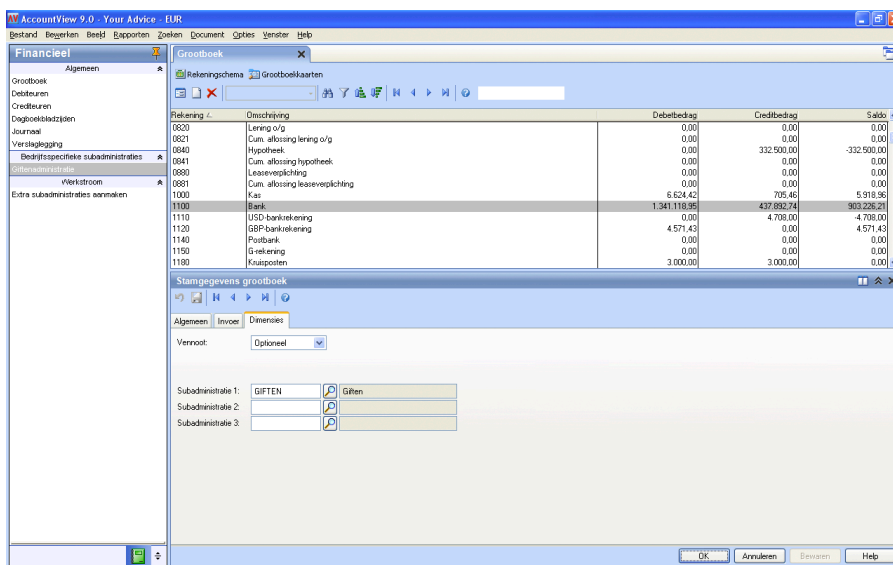 AccountView 9.0 - Your Advice - EUR
Bestand Bewerken Beeld Rapporten Zoeken Document Opties Venster Help
Financieel
Algemeen
Grootboek
Debiteuren
Crediteuren
Dagboekbladzijden
Journaal
Verslaglegging
Bedrijfsspecifieke subadministraties
Giftenadministratie
Werkstroom
Extra subadministraties aanmaken
Grootboek
Rekeningschema Grootboekkaarten
Rekening Omschrijving Debetbedrag Creditbedrag Saldo
0820 Lening o/g 0,00 0,00 0,00
0821 Cum. aflossing lening o/g 0,00 0,00 0,00
0840 Hypotheek 0,00 332.500,00 -332.500,00
0841 Cum. aflossing hypotheek 0,00 0,00 0,00
0880 Leaseverplichting 0,00 0,00 0,00
0881 Cum. aflossing leaseverplichting 0,00 0,00 0,00
1000 Kas 6.624,42 705,46 5.918,96
1100 Bank 1.341.118,95 437.892,74 903.226,21
1110 USD-bankrekening 0,00 4.708,00 -4.708,00
1120 GBP-bankrekening 4.571,43 0,00 4.571,43
1140 Postbank 0,00 0,00 0,00
1150 G-rekening 0,00 0,00 0,00
1180 Kruisposten 3.000,00 3.000,00 0,00
Stamgegevens grootboek
Algemeen Invoer Dimensies
Vennoot: Optioneel
Subadministratie 1: GIFTEN Giften
Subadministratie 2:
Subadministratie 3:
OK Annuleren Bewaren Help